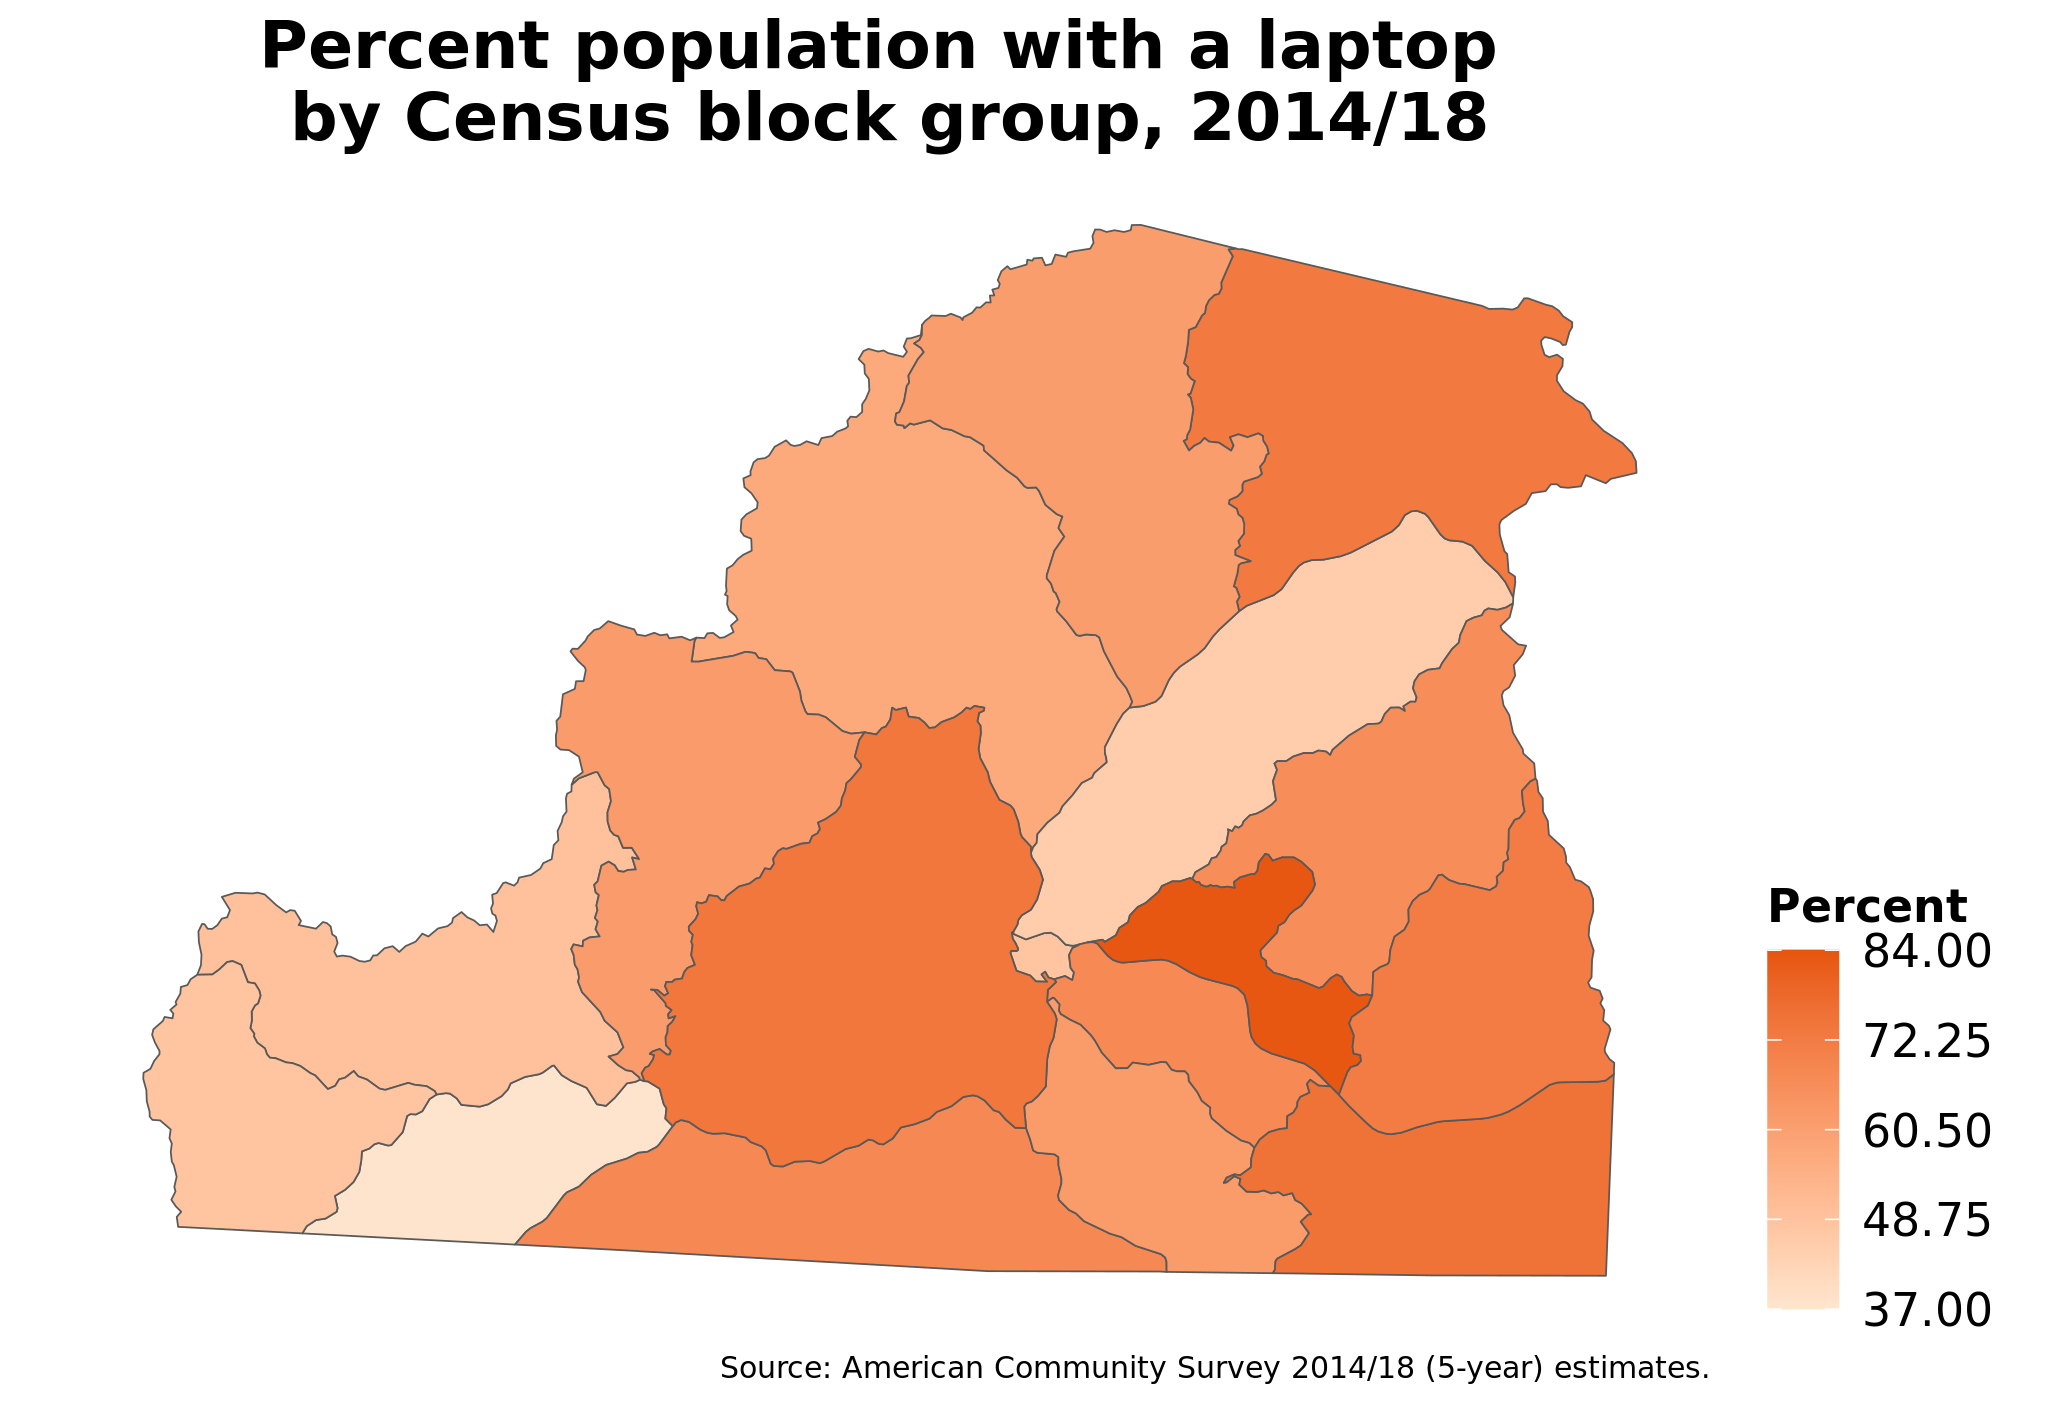 Percent population with a laptop
by Census block group, 2014/18
Percent
84.00
72.25
60.50
48.75
37.00
Source: American Community Survey 2014/18 (5-year) estimates.